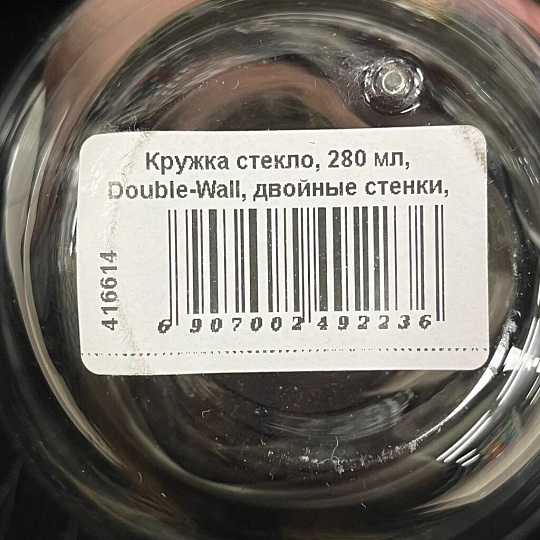 Кружка стекло, 280 мл,
Double-Wall, двойные стенки,
416614
6 907002 492236